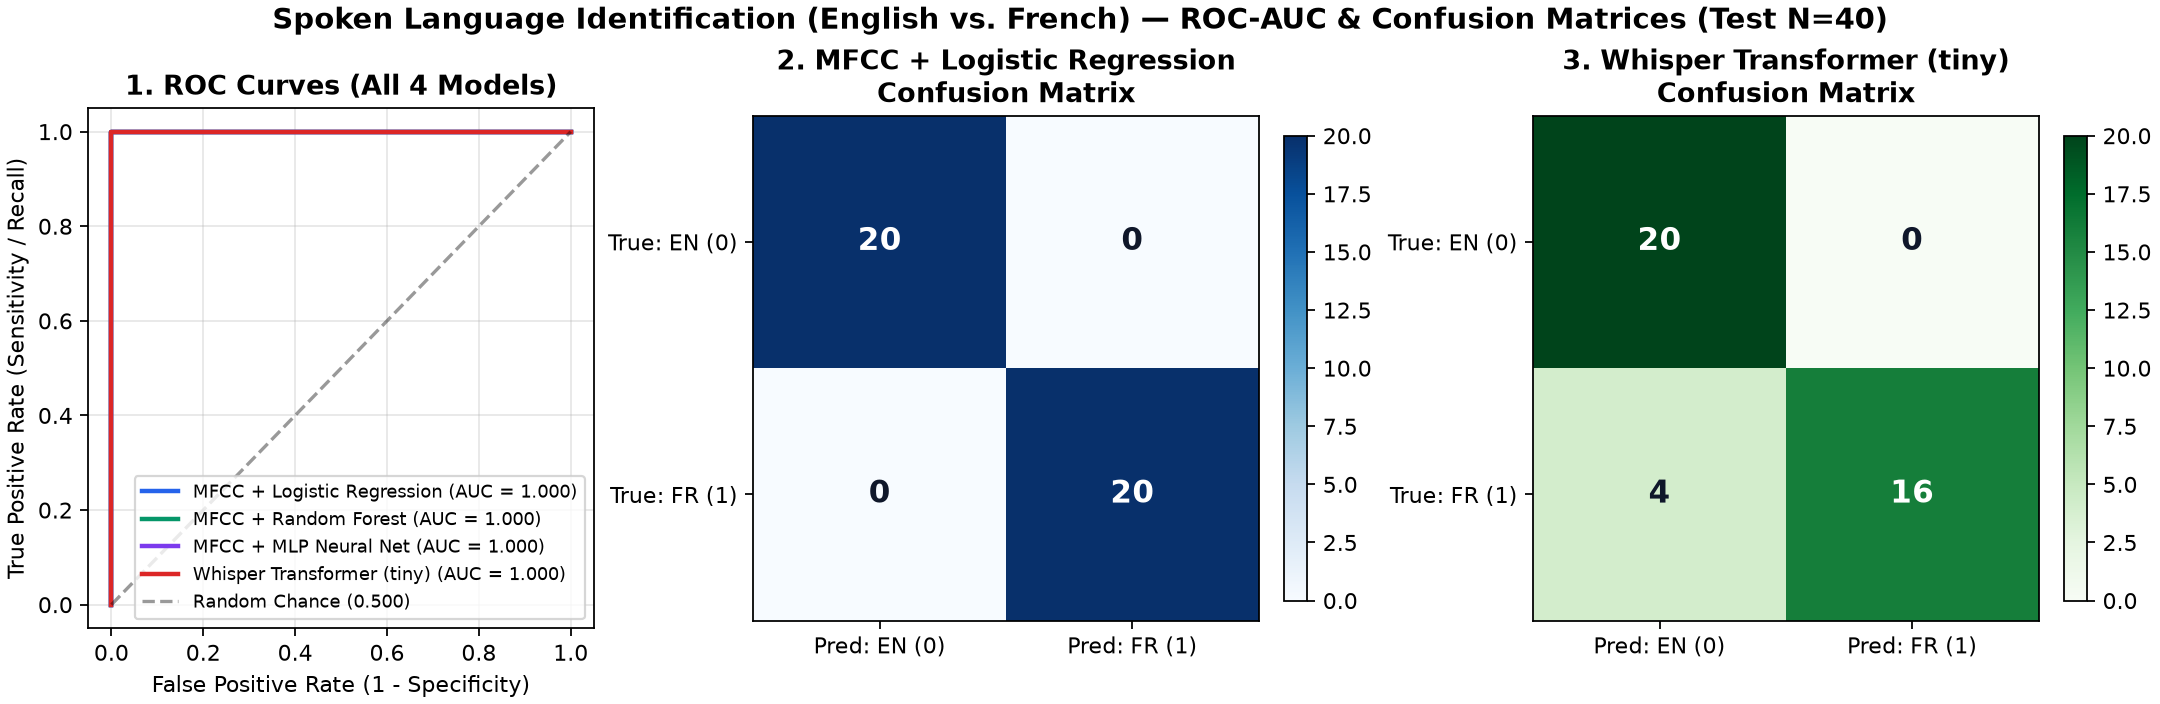 Spoken Language Identification (English vs. French) — ROC-AUC & Confusion Matrices (Test N=40)
1. ROC Curves (All 4 Models)
True Positive Rate (Sensitivity / Recall)
1.0
0.8
0.6
0.4
0.2
0.0
MFCC + Logistic Regression (AUC = 1.000)
MFCC + Random Forest (AUC = 1.000)
MFCC + MLP Neural Net (AUC = 1.000)
Whisper Transformer (tiny) (AUC = 1.000)
Random Chance (0.500)
0.0 0.2 0.4 0.6 0.8 1.0
False Positive Rate (1 - Specificity)
2. MFCC + Logistic Regression
Confusion Matrix
True: EN (0)
20 0
True: FR (1)
0 20
Pred: EN (0) Pred: FR (1)
20.0
17.5
15.0
12.5
10.0
7.5
5.0
2.5
0.0
3. Whisper Transformer (tiny)
Confusion Matrix
True: EN (0)
20 0
True: FR (1)
4 16
Pred: EN (0) Pred: FR (1)
20.0
17.5
15.0
12.5
10.0
7.5
5.0
2.5
0.0